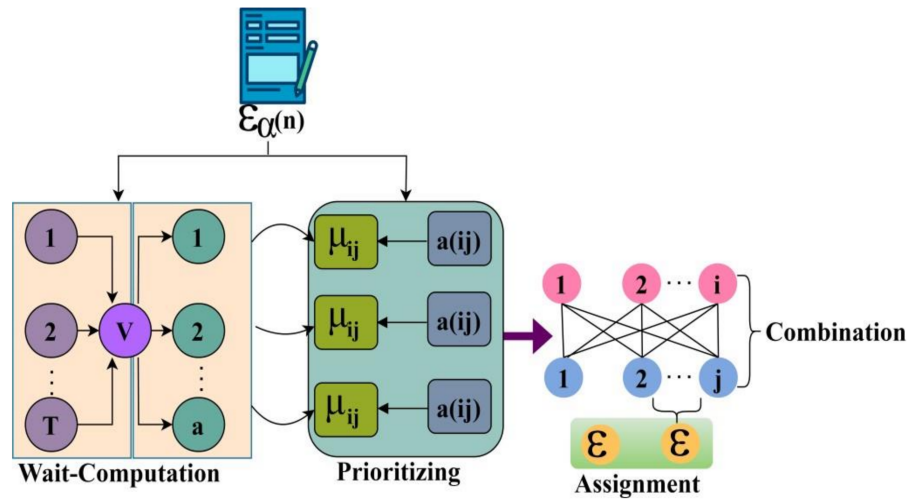 εα(n)
1
2
⋮
T
V
1
2
⋮
a
Wait-Computation
μij
a(ij)
μij
a(ij)
μij
a(ij)
Prioritizing
1 2 ··· i
1 2 ··· j
Combination
ε ε
Assignment